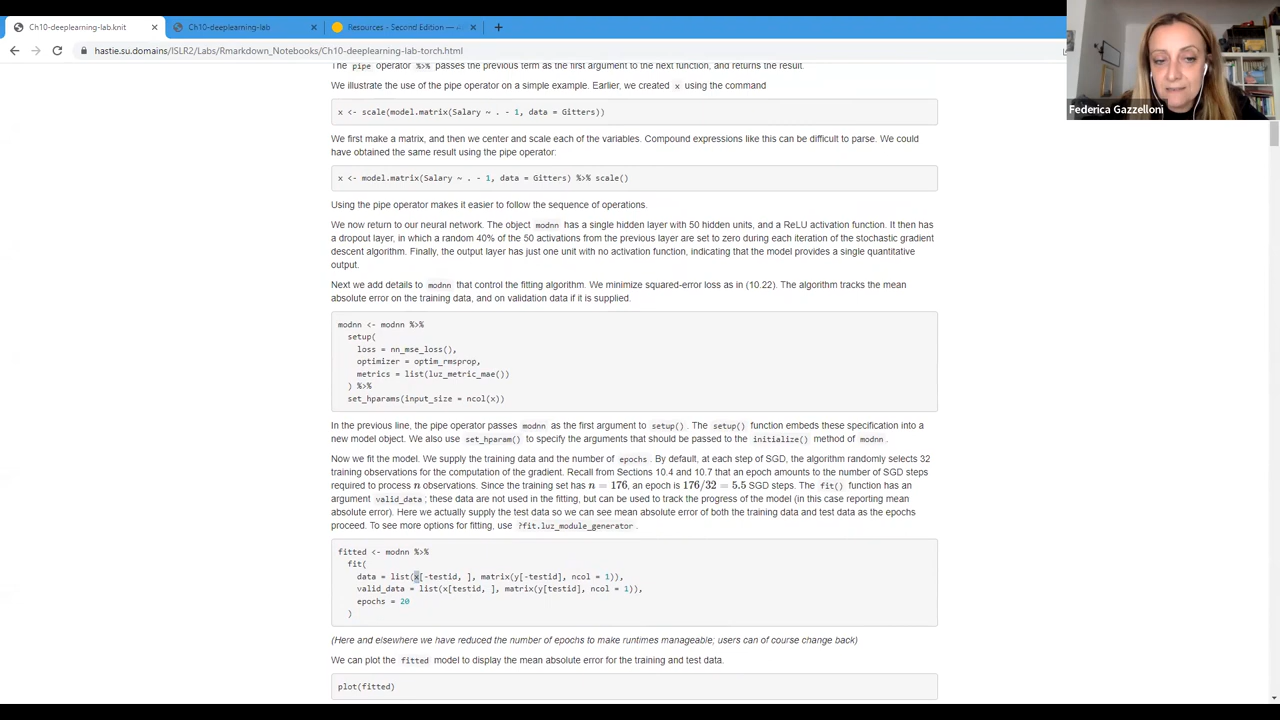 Ch10-deeplearning-lab.knit
Ch10-deeplearning-lab
Resources - Second Edition —
hastie.su.domains/ISLR2/Labs/Rmarkdown_Notebooks/Ch10-deeplearning-lab-torch.html
Federica Gazzelloni
The pipe operator %>% passes the previous term as the first argument to the next function, and returns the result.
We illustrate the use of the pipe operator on a simple example. Earlier, we created x using the command
x <- scale(model.matrix(Salary ~ . - 1, data = Gitters))
We first make a matrix, and then we center and scale each of the variables. Compound expressions like this can be difficult to parse. We could
have obtained the same result using the pipe operator:
x <- model.matrix(Salary ~ . - 1, data = Gitters) %>% scale()
Using the pipe operator makes it easier to follow the sequence of operations.
We now return to our neural network. The object modnn has a single hidden layer with 50 hidden units, and a ReLU activation function. It then has
a dropout layer, in which a random 40% of the 50 activations from the previous layer are set to zero during each iteration of the stochastic gradient
descent algorithm. Finally, the output layer has just one unit with no activation function, indicating that the model provides a single quantitative
output.
Next we add details to modnn that control the fitting algorithm. We minimize squared-error loss as in (10.22). The algorithm tracks the mean
absolute error on the training data, and on validation data if it is supplied.
modnn <- modnn %>%
setup(
loss = nn_mse_loss(),
optimizer = optim_rmsprop,
metrics = list(luz_metric_mae())
) %>%
set_hparams(input_size = ncol(x))
In the previous line, the pipe operator passes modnn as the first argument to setup() . The setup() function embeds these specification into a
new model object. We also use set_hparam() to specify the arguments that should be passed to the initialize() method of modnn .
Now we fit the model. We supply the training data and the number of epochs . By default, at each step of SGD, the algorithm randomly selects 32
training observations for the computation of the gradient. Recall from Sections 10.4 and 10.7 that an epoch amounts to the number of SGD steps
required to process n observations. Since the training set has n = 176, an epoch is 176/32 = 5.5 SGD steps. The fit() function has an
argument valid_data ; these data are not used in the fitting, but can be used to track the progress of the model (in this case reporting mean
absolute error). Here we actually supply the test data so we can see mean absolute error of both the training data and test data as the epochs
proceed. To see more options for fitting, use ?fit.luz_module_generator .
fitted <- modnn %>%
fit(
data = list(x[-testid, ], matrix(y[-testid], ncol = 1)),
valid_data = list(x[testid, ], matrix(y[testid], ncol = 1)),
epochs = 20
)
(Here and elsewhere we have reduced the number of epochs to make runtimes manageable; users can of course change back)
We can plot the fitted model to display the mean absolute error for the training and test data.
plot(fitted)